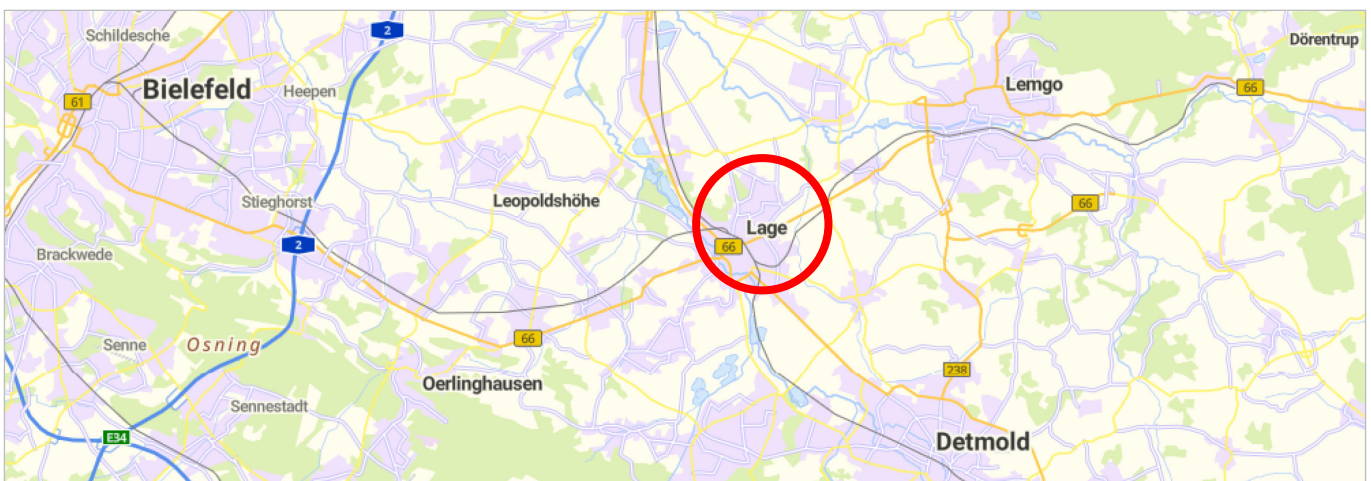 Schildesche
2
Dörentrup
Bielefeld
Heepen
Lemgo
66
61
Stieghorst
Leopoldshöhe
66
Lage
2
66
Brackwede
Senne
Osning
66
238
Oerlinghausen
Sennestadt
E34
Detmold